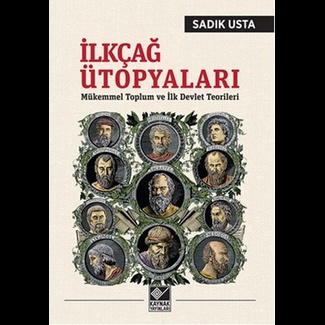 SADIK USTA
İLKÇAĞ
ÜTOPYALARI
Mükemmel Toplum ve İlk Devlet Teorileri
KAYNAK
YAYINLARI